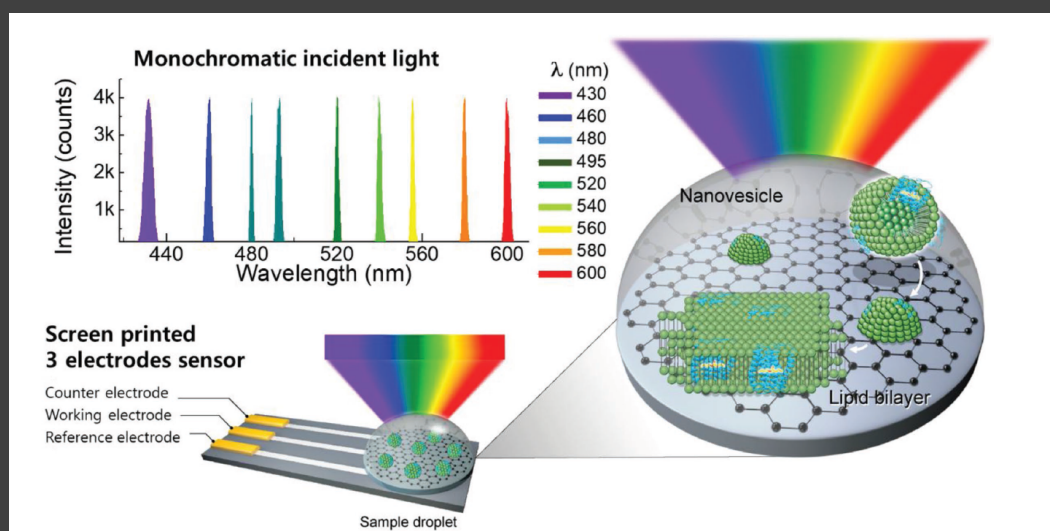 Monochromatic incident light
Intensity (counts)
4k
3k
2k
1k
440
480
520
560
600
Wavelength (nm)
λ (nm)
430
460
480
495
520
540
560
580
600
Nanovesicle
Lipid bilayer
Screen printed
3 electrodes sensor
Counter electrode
Working electrode
Reference electrode
Sample droplet